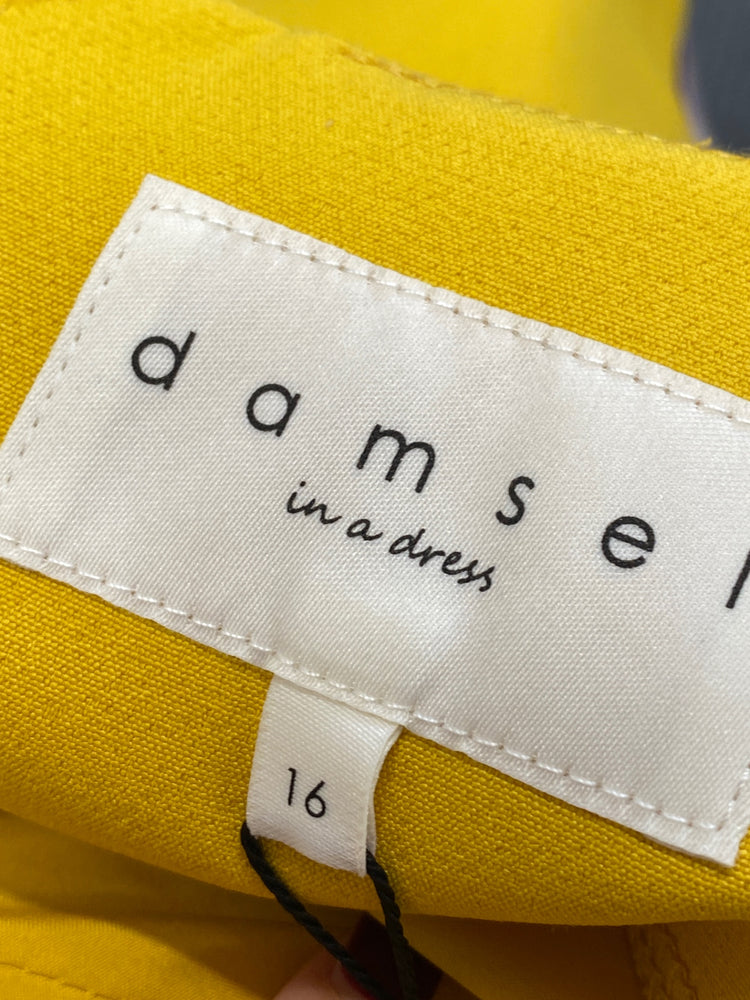 damsel
in a dress
16